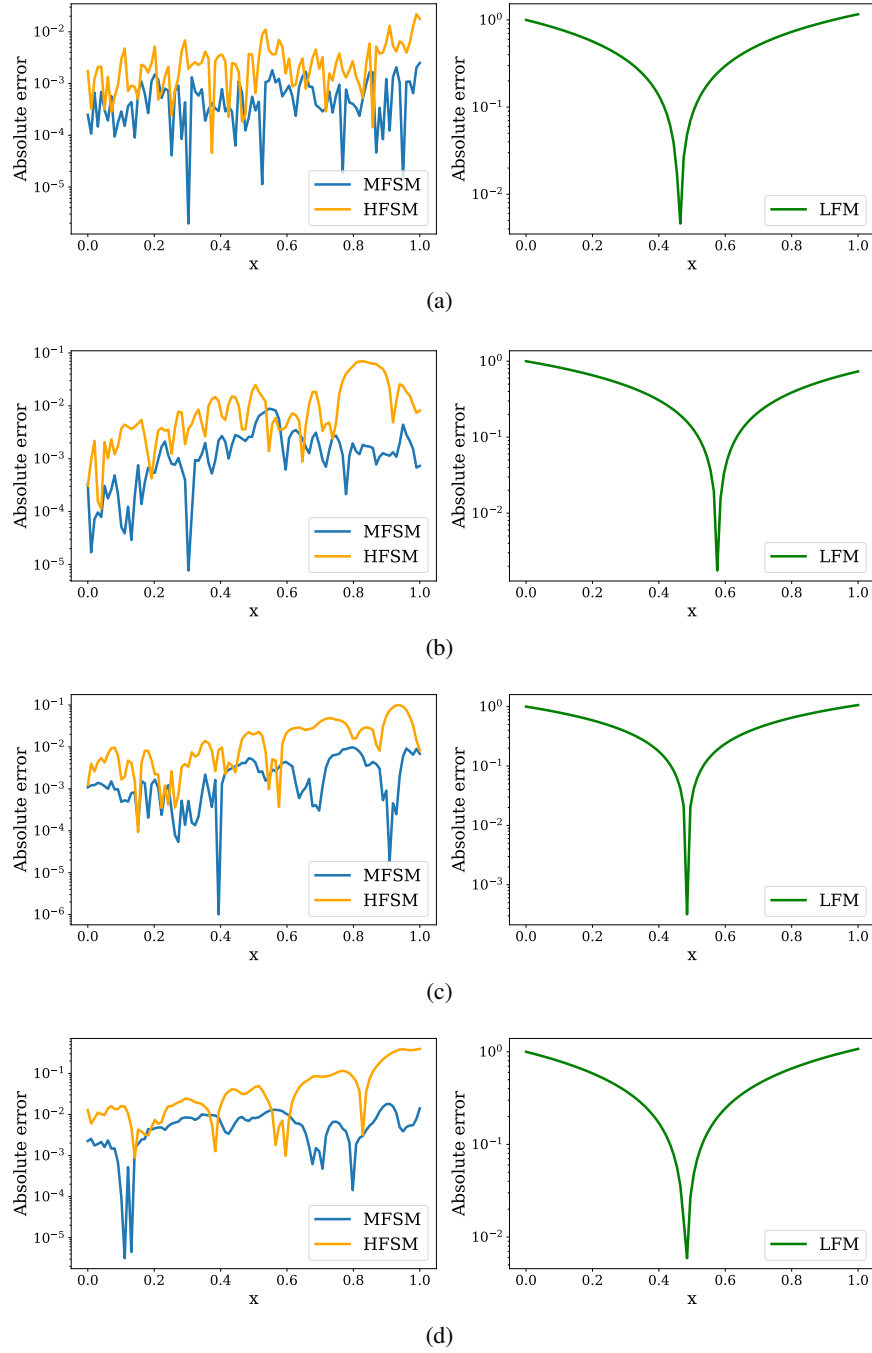 Absolute error
10^{-2}
10^{-3}
10^{-4}
10^{-5}
MFSM
HFSM
0.0 0.2 0.4 0.6 0.8 1.0
x
Absolute error
10^{0}
10^{-1}
10^{-2}
LFM
0.0 0.2 0.4 0.6 0.8 1.0
x
(a)
Absolute error
10^{-1}
10^{-2}
10^{-3}
10^{-4}
10^{-5}
MFSM
HFSM
0.0 0.2 0.4 0.6 0.8 1.0
x
Absolute error
10^{0}
10^{-1}
10^{-2}
LFM
0.0 0.2 0.4 0.6 0.8 1.0
x
(b)
Absolute error
10^{-1}
10^{-2}
10^{-3}
10^{-4}
10^{-5}
10^{-6}
MFSM
HFSM
0.0 0.2 0.4 0.6 0.8 1.0
x
Absolute error
10^{0}
10^{-1}
10^{-2}
10^{-3}
LFM
0.0 0.2 0.4 0.6 0.8 1.0
x
(c)
Absolute error
10^{-1}
10^{-2}
10^{-3}
10^{-4}
10^{-5}
MFSM
HFSM
0.0 0.2 0.4 0.6 0.8 1.0
x
Absolute error
10^{0}
10^{-1}
10^{-2}
LFM
0.0 0.2 0.4 0.6 0.8 1.0
x
(d)